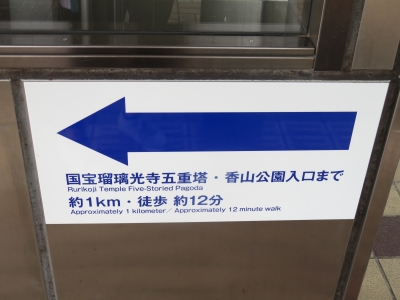 国宝瑠璃光寺五重塔・香山公園入口まで
Rurikoji Temple Five-Storied Pagoda
約1km・徒歩 約12分
Approximately 1 kilometer／Approximately 12 minute walk